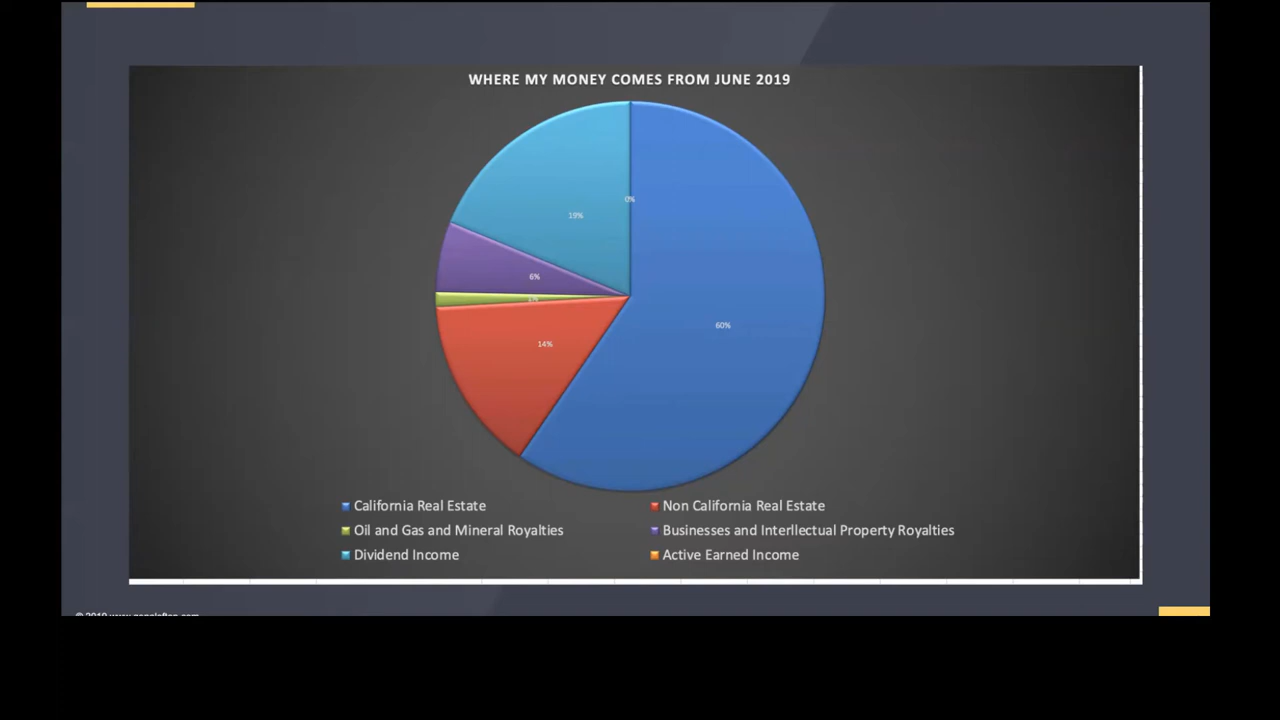 WHERE MY MONEY COMES FROM JUNE 2019
0%
19%
6%
1%
60%
14%
California Real Estate
Non California Real Estate
Oil and Gas and Mineral Royalties
Businesses and Interllectual Property Royalties
Dividend Income
Active Earned Income